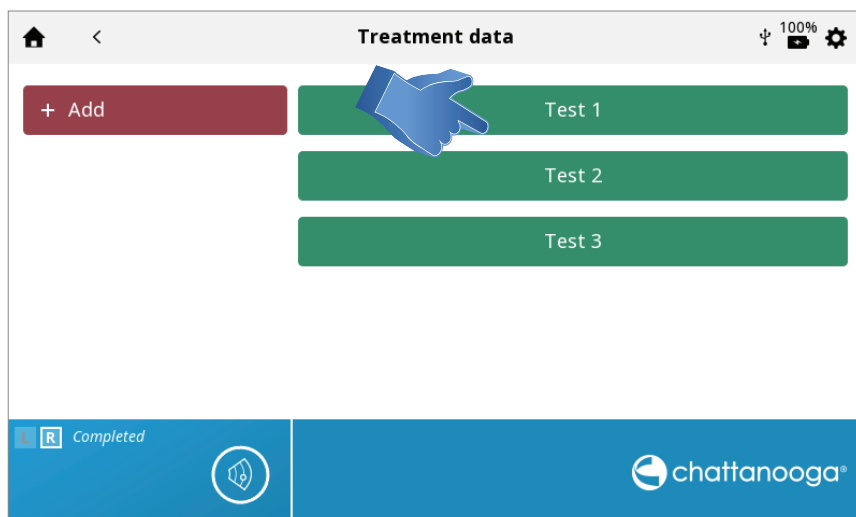 Treatment data
100%
+ Add
Test 1
Test 2
Test 3
L R Completed
chattanooga®